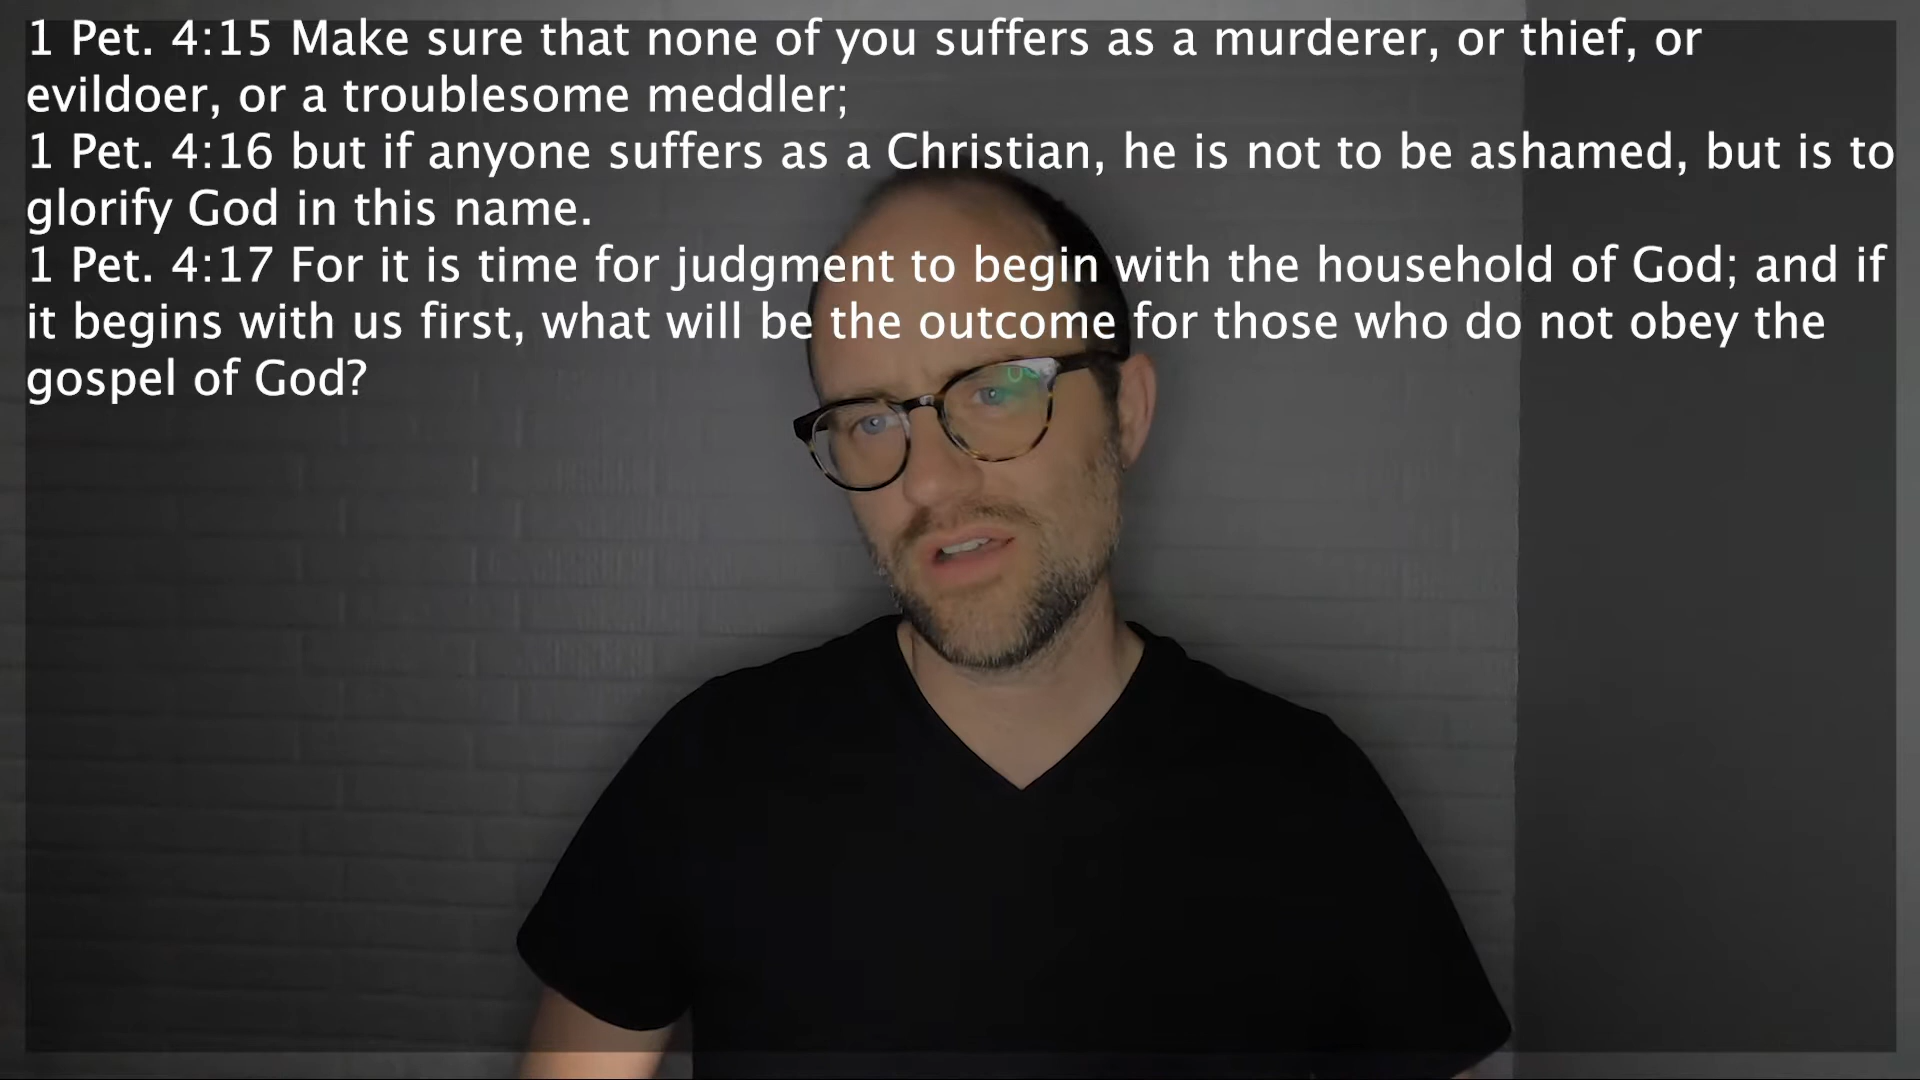 1 Pet. 4:15 Make sure that none of you suffers as a murderer, or thief, or
evildoer, or a troublesome meddler;
1 Pet. 4:16 but if anyone suffers as a Christian, he is not to be ashamed, but is to
glorify God in this name.
1 Pet. 4:17 For it is time for judgment to begin with the household of God; and if
it begins with us first, what will be the outcome for those who do not obey the
gospel of God?